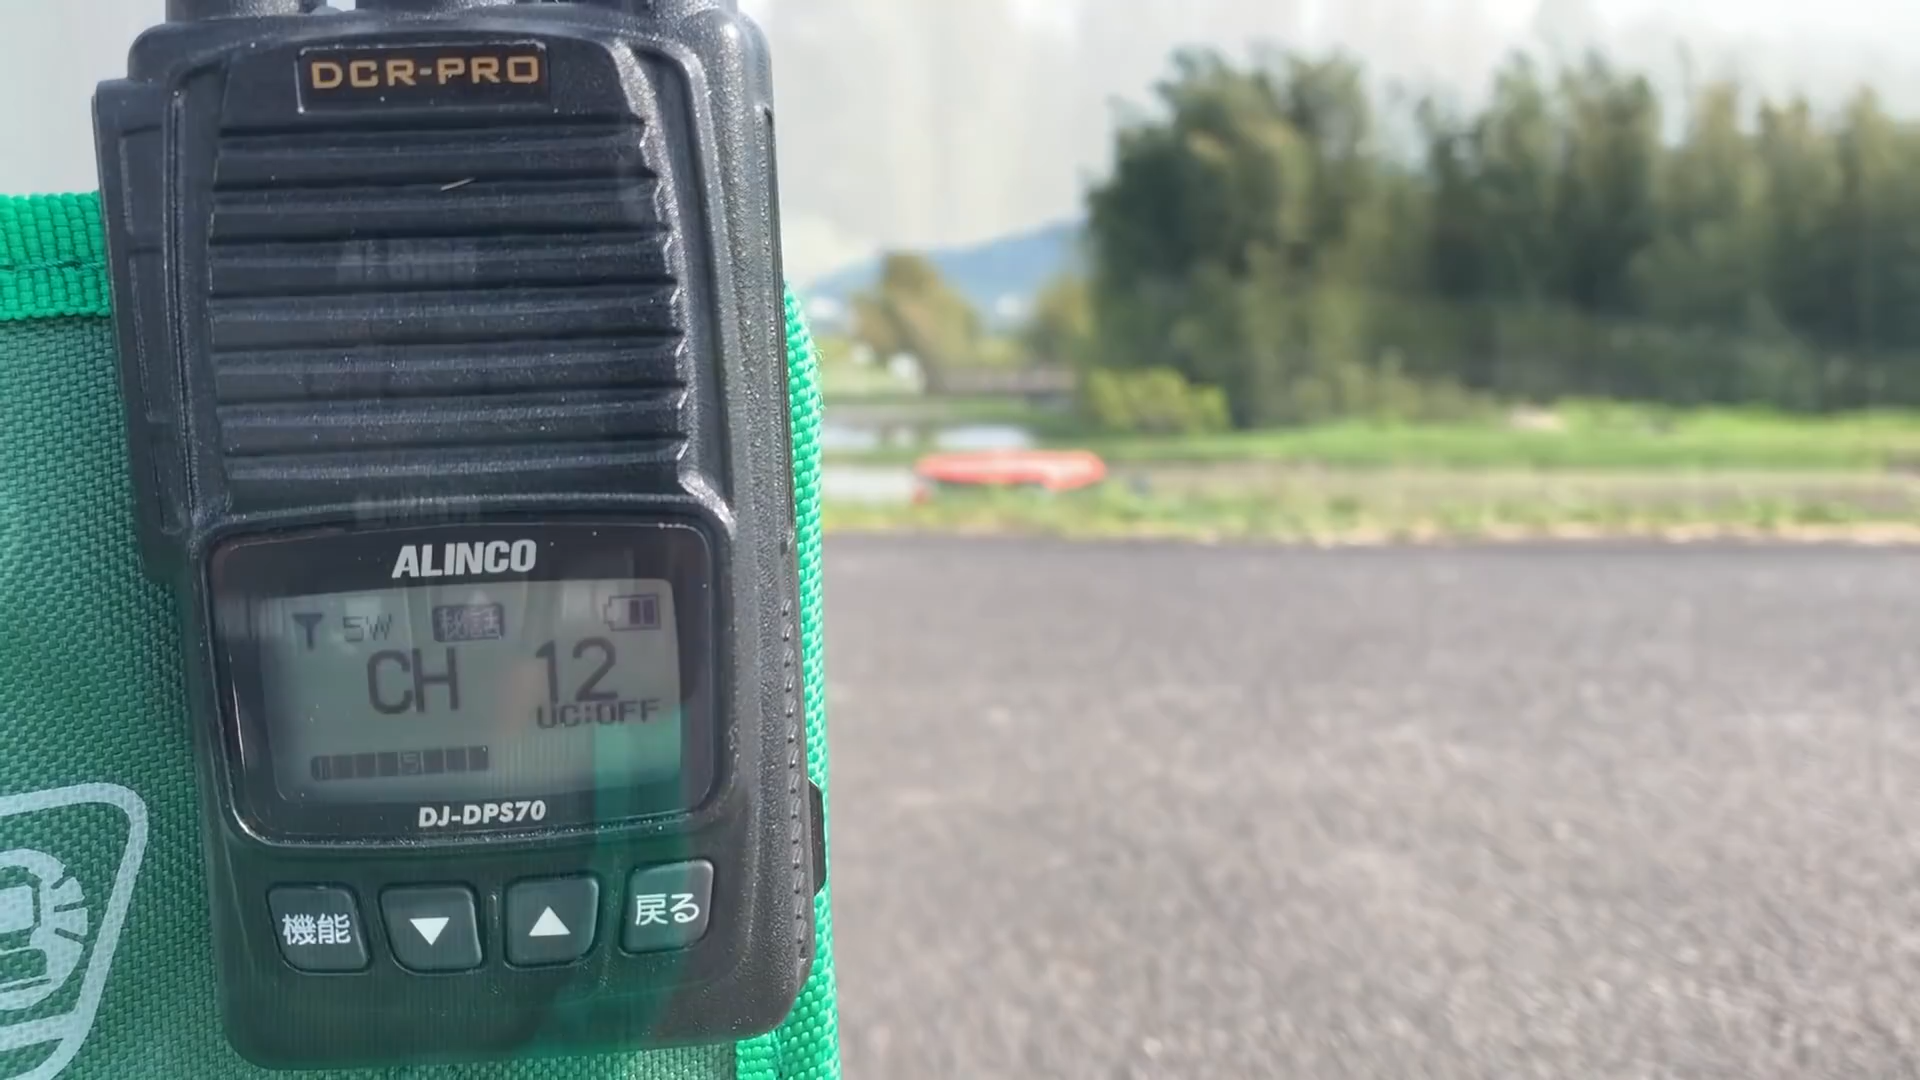 DCR-PRO
ALINCO
5W 秘話
CH 12
UC:OFF
S
DJ-DPS70
機能 ▼ ▲ 戻る